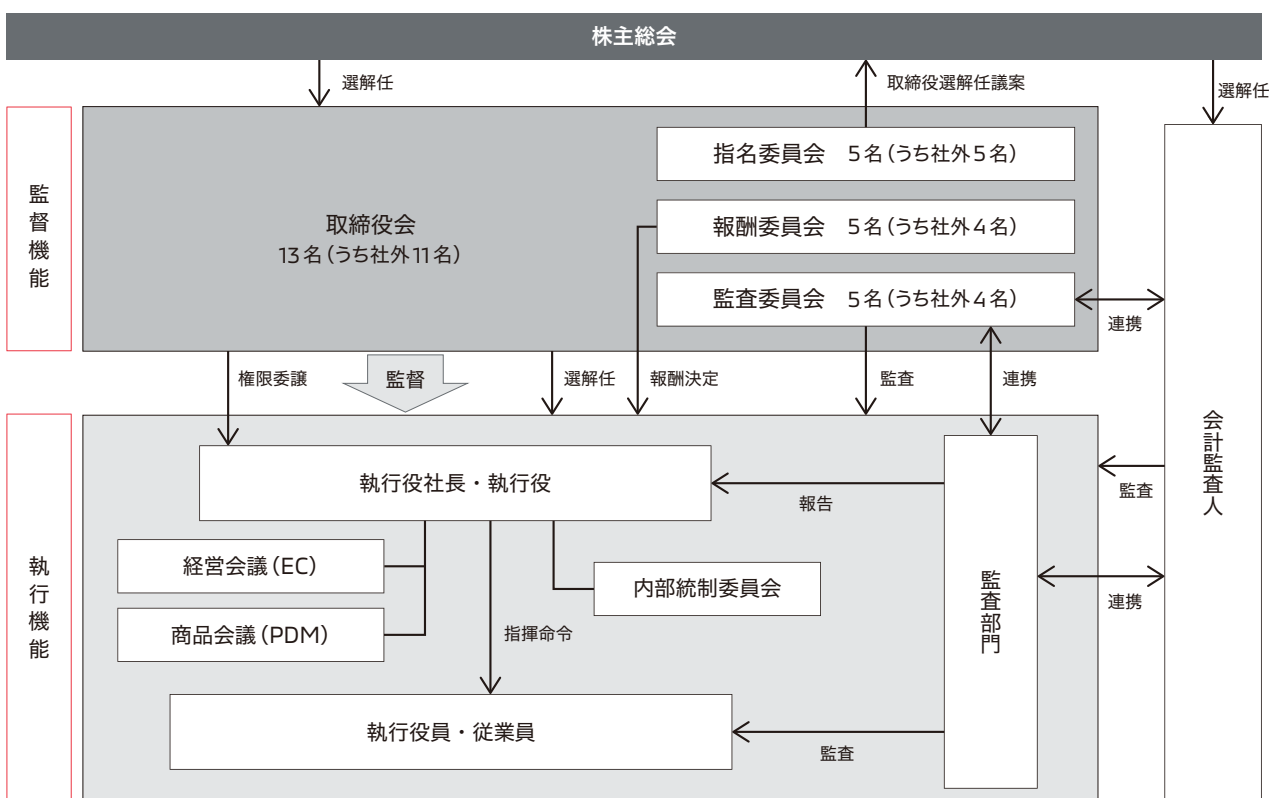 株主総会
選解任
取締役選解任議案
選解任
監督機能
指名委員会 5名(うち社外5名)
取締役会
13名(うち社外11名)
報酬委員会 5名(うち社外4名)
監査委員会 5名(うち社外4名)
連携
権限委譲
監督
選解任
報酬決定
監査
連携
執行機能
執行役社長・執行役
報告
監査
会計監査人
経営会議(EC)
内部統制委員会
商品会議(PDM)
指揮命令
監査部門
連携
執行役員・従業員
監査